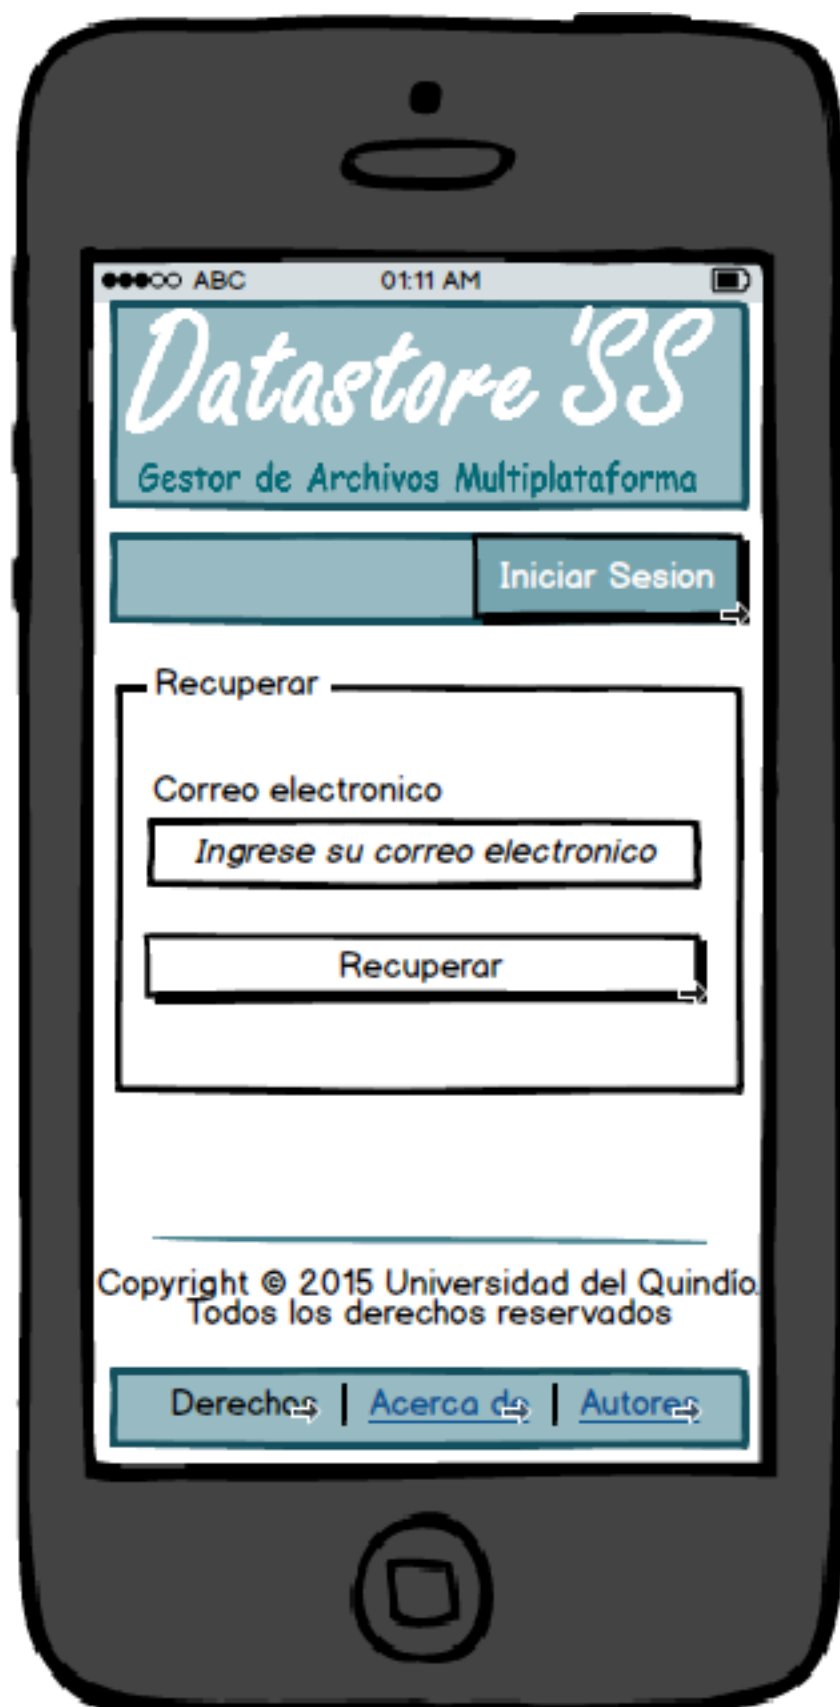 ABC 01:11 AM
Datastore 'SS
Gestor de Archivos Multiplataforma
Iniciar Sesion
Recuperar
Correo electronico
Ingrese su correo electronico
Recuperar
Copyright © 2015 Universidad del Quindío.
Todos los derechos reservados
Derechos | Acerca de | Autores